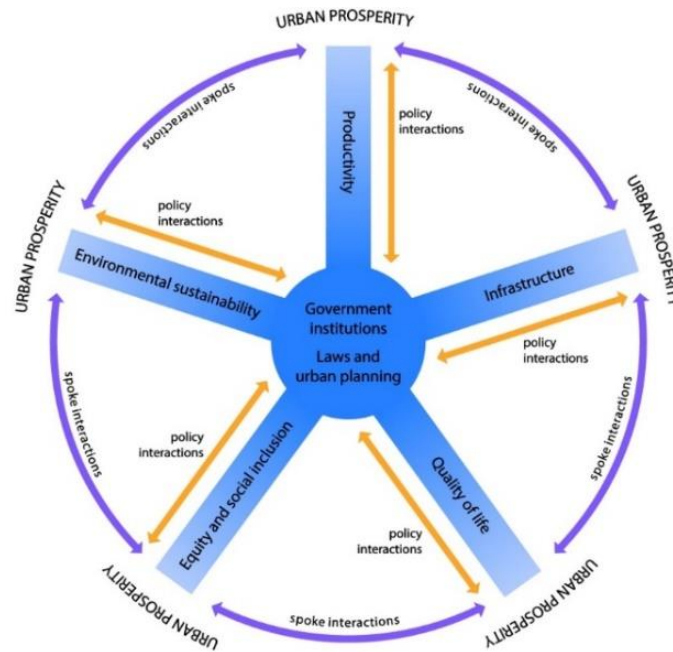 URBAN PROSPERITY
spoke interactions
spoke interactions
Productivity
policy
interactions
URBAN PROSPERITY
policy
interactions
URBAN PROSPERITY
Environmental sustainability
Infrastructure
Government
institutions
Laws and
urban planning
policy
interactions
spoke interactions
spoke interactions
policy
interactions
Equity and social inclusion
Quality of life
policy
interactions
URBAN PROSPERITY
URBAN PROSPERITY
spoke interactions